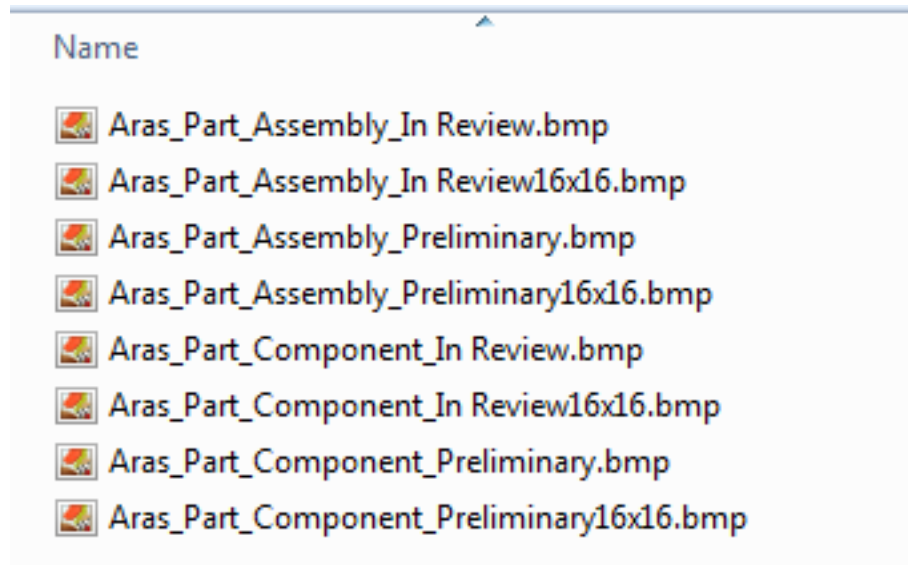 Name
Aras_Part_Assembly_In Review.bmp
Aras_Part_Assembly_In Review16x16.bmp
Aras_Part_Assembly_Preliminary.bmp
Aras_Part_Assembly_Preliminary16x16.bmp
Aras_Part_Component_In Review.bmp
Aras_Part_Component_In Review16x16.bmp
Aras_Part_Component_Preliminary.bmp
Aras_Part_Component_Preliminary16x16.bmp